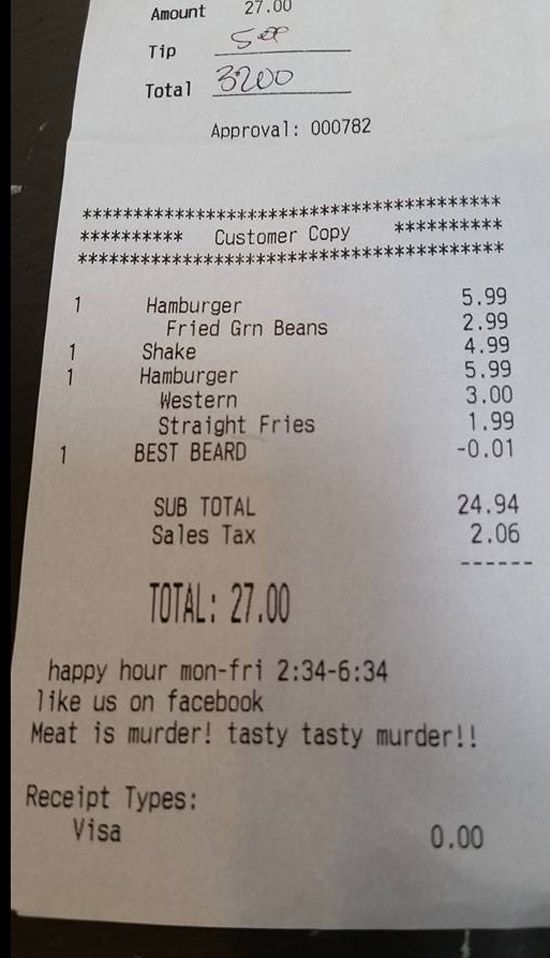 Amount 27.00
Tip 5.00
Total 3200
Approval: 000782
*****************************************
********** Customer Copy **********
*****************************************
1 Hamburger 5.99
Fried Grn Beans 2.99
1 Shake 4.99
1 Hamburger 5.99
Western 3.00
Straight Fries 1.99
1 BEST BEARD -0.01
SUB TOTAL 24.94
Sales Tax 2.06
------
TOTAL: 27.00
happy hour mon-fri 2:34-6:34
like us on facebook
Meat is murder! tasty tasty murder!!
Receipt Types:
Visa 0.00